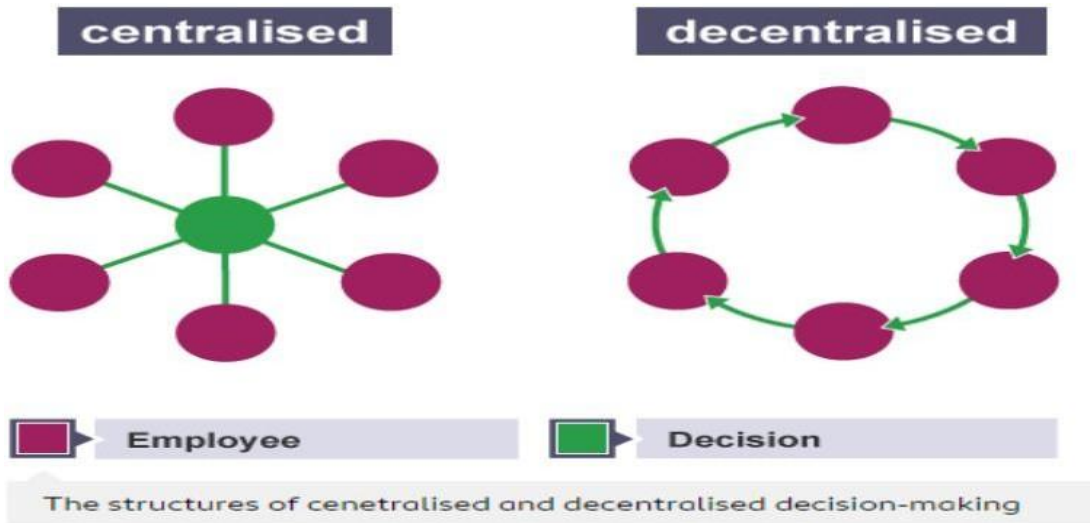 centralised
decentralised
Employee
Decision
The structures of cenetralised and decentralised decision-making